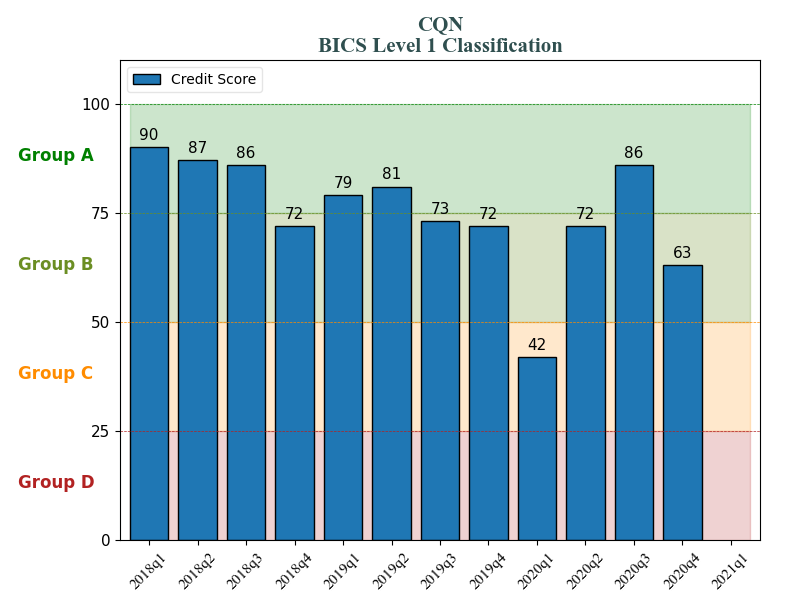 CQN
BICS Level 1 Classification
Credit Score
100
Group A
75
Group B
50
Group C
25
Group D
0
90
87
86
72
79
81
73
72
42
72
86
63
2018q1
2018q2
2018q3
2018q4
2019q1
2019q2
2019q3
2019q4
2020q1
2020q2
2020q3
2020q4
2021q1